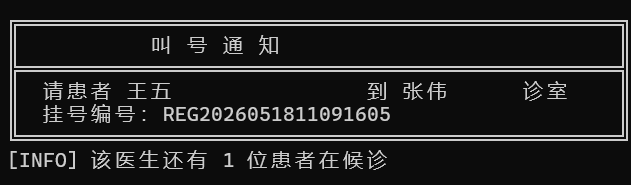 叫 号 通 知
请患者 王五 到 张伟 诊室
挂号编号: REG2026051811091605
[INFO] 该医生还有 1 位患者在候诊